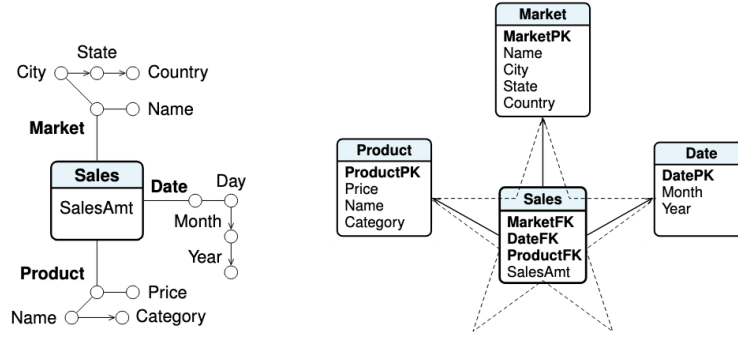 State
City
Country
Name
Market
Sales
SalesAmt
Date
Day
Month
Year
Product
Price
Name
Category
Market
MarketPK
Name
City
State
Country
Product
ProductPK
Price
Name
Category
Sales
MarketFK
DateFK
ProductFK
SalesAmt
Date
DatePK
Month
Year